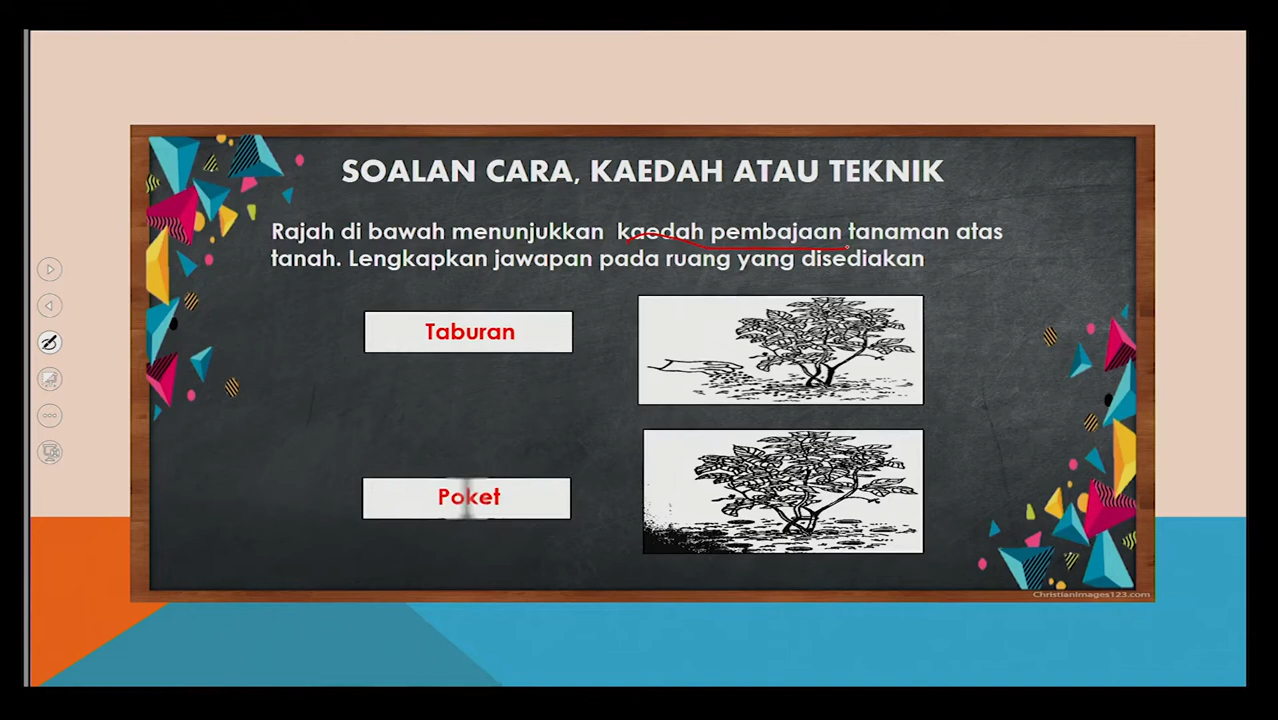 SOALAN CARA, KAEDAH ATAU TEKNIK
Rajah di bawah menunjukkan kaedah pembajaan tanaman atas
tanah. Lengkapkan jawapan pada ruang yang disediakan
Taburan
Poket
ChristianImages123.com